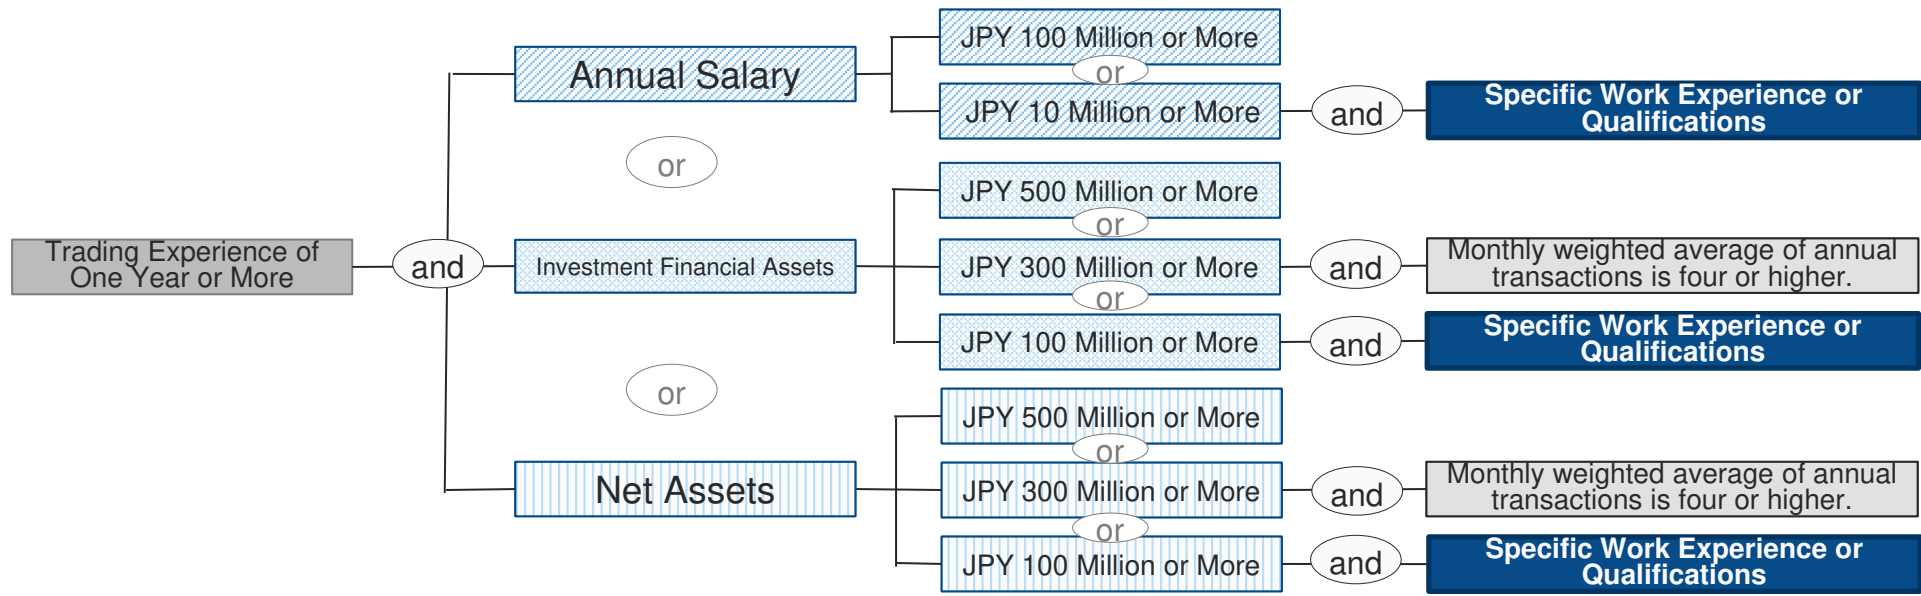 Trading Experience of
One Year or More
and
Annual Salary
or
Investment Financial Assets
or
Net Assets
JPY 100 Million or More
or
JPY 10 Million or More
and
Specific Work Experience or
Qualifications
JPY 500 Million or More
or
JPY 300 Million or More
and
Monthly weighted average of annual
transactions is four or higher.
or
JPY 100 Million or More
and
Specific Work Experience or
Qualifications
JPY 500 Million or More
or
JPY 300 Million or More
and
Monthly weighted average of annual
transactions is four or higher.
or
JPY 100 Million or More
and
Specific Work Experience or
Qualifications